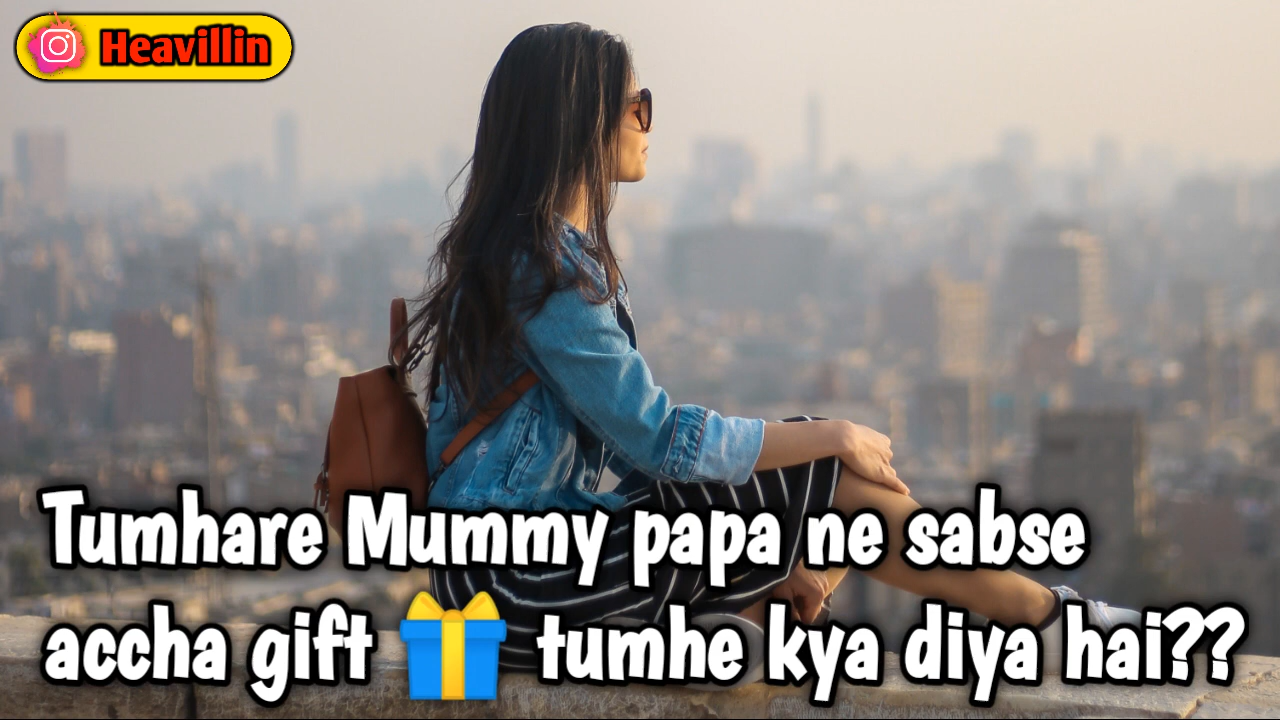 Heavillin
Tumhare Mummy papa ne sabse
accha gift 🎁 tumhe kya diya hai??